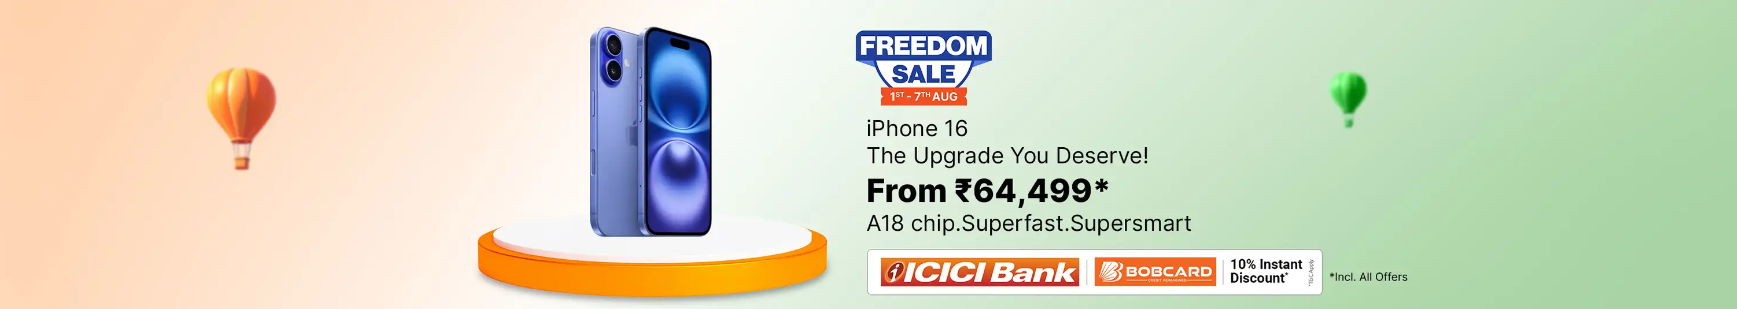 FREEDOM
SALE
1ST - 7TH AUG
iPhone 16
The Upgrade You Deserve!
From ₹64,499*
A18 chip.Superfast.Supersmart
ICICI Bank
BOBCARD
10% Instant
Discount*
*T&C Apply
*Incl. All Offers